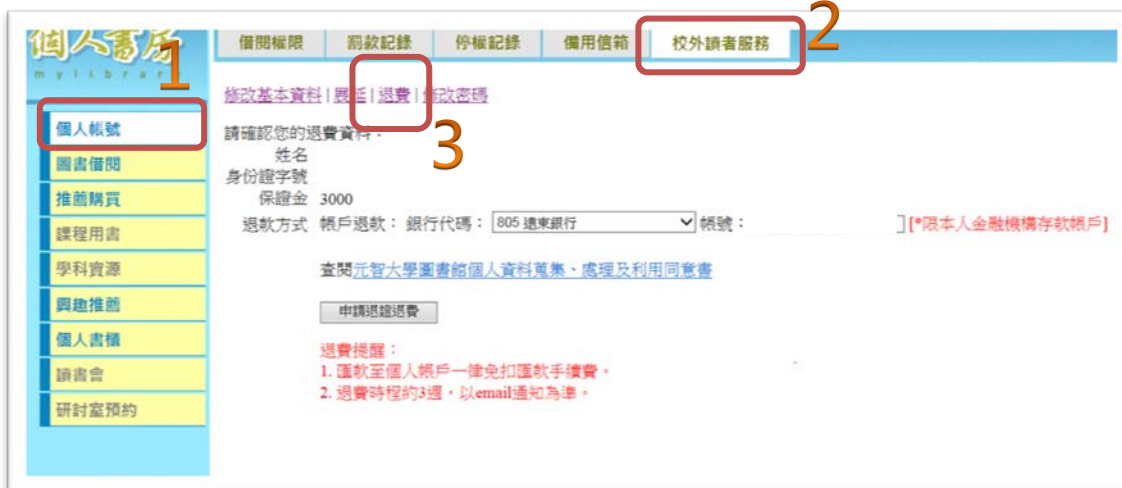 個人書房
mylibrary
1
2
3
借閱權限 罰款記錄 停權記錄 備用信箱 校外讀者服務
修改基本資料 | 展延 | 退費 | 修改密碼
個人帳號
圖書借閱
推薦購買
課程用書
學科資源
興趣推薦
個人書櫃
讀書會
研討室預約
請確認您的退費資料：
姓名
身份證字號
保證金 3000
退款方式 帳戶退款： 銀行代碼： 805 遠東銀行 帳號： [*限本人金融機構存款帳戶]
查閱元智大學圖書館個人資料蒐集、處理及利用同意書
申請退證退費
退費提醒：
1. 匯款至個人帳戶一律免扣匯款手續費。
2. 退費時程約3週，以email通知為準。